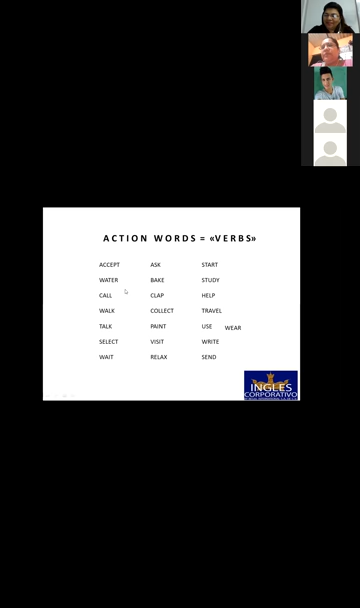 ACTION WORDS = «VERBS»
ACCEPT ASK START
WATER BAKE STUDY
CALL CLAP HELP
WALK COLLECT TRAVEL
TALK PAINT USE WEAR
SELECT VISIT WRITE
WAIT RELAX SEND
INGLES
CORPORATIVO